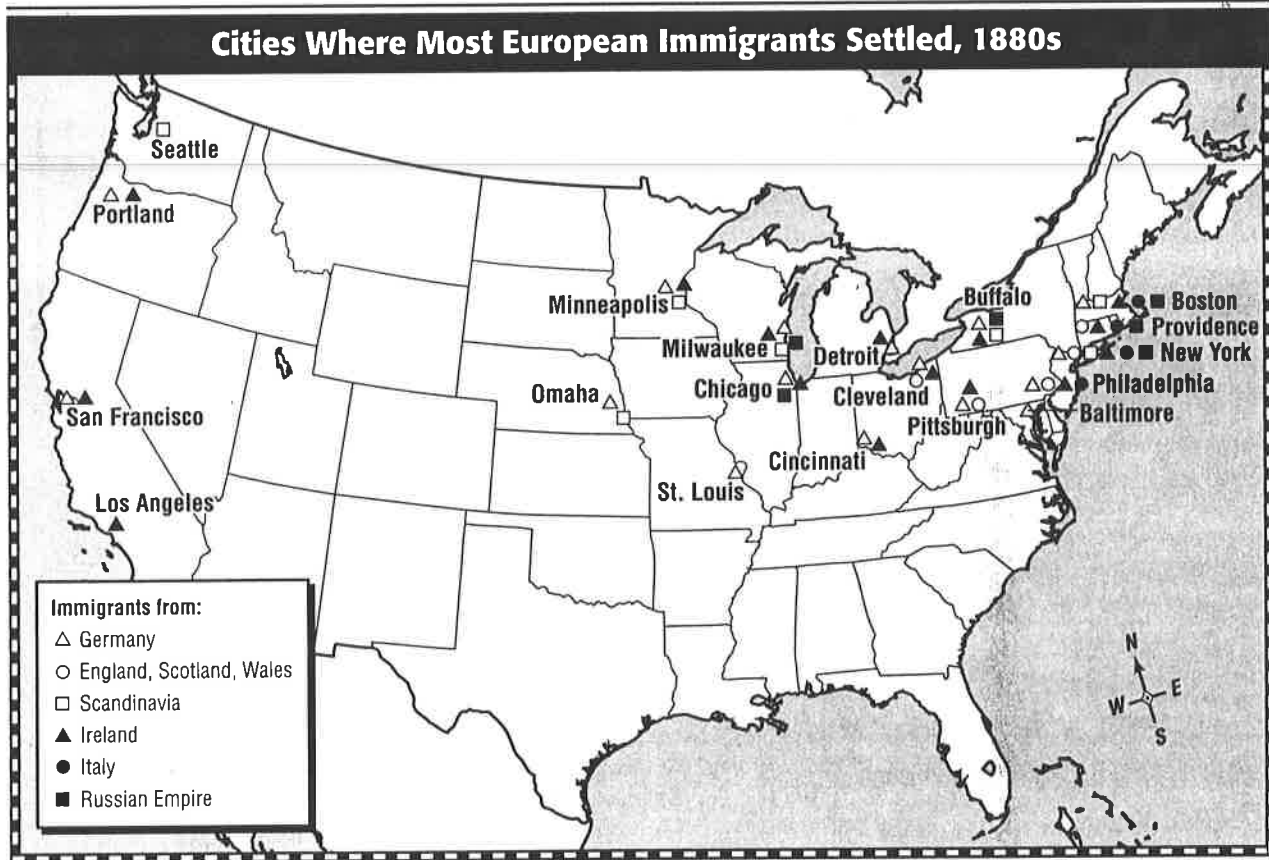 Cities Where Most European Immigrants Settled, 1880s
Seattle
Portland
Minneapolis
Buffalo
Boston
Providence
Milwaukee
Detroit
New York
Chicago
Cleveland
Philadelphia
Omaha
San Francisco
Pittsburgh
Baltimore
Cincinnati
St. Louis
Los Angeles
Immigrants from:
Germany
England, Scotland, Wales
Scandinavia
Ireland
Italy
Russian Empire
N
W E
S